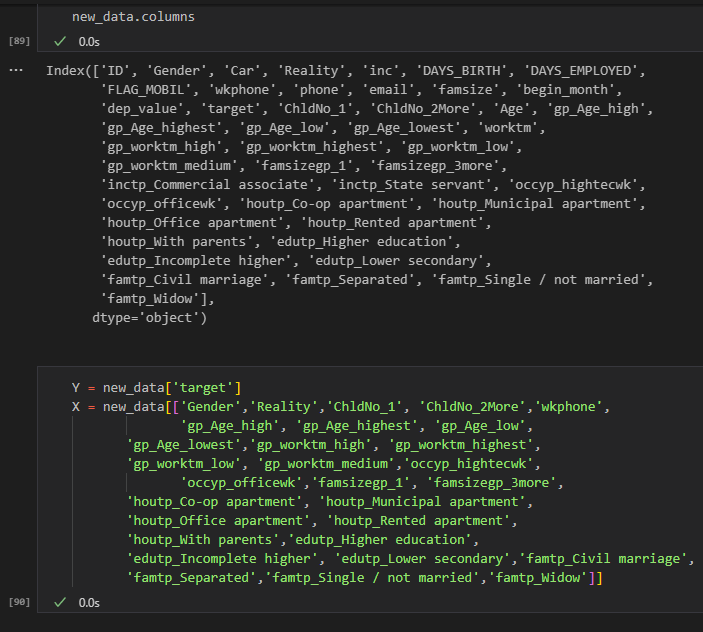 new_data.columns
[89] ✓ 0.0s
... Index(['ID', 'Gender', 'Car', 'Reality', 'inc', 'DAYS_BIRTH', 'DAYS_EMPLOYED',
'FLAG_MOBIL', 'wkphone', 'phone', 'email', 'famsize', 'begin_month',
'dep_value', 'target', 'ChldNo_1', 'ChldNo_2More', 'Age', 'gp_Age_high',
'gp_Age_highest', 'gp_Age_low', 'gp_Age_lowest', 'worktm',
'gp_worktm_high', 'gp_worktm_highest', 'gp_worktm_low',
'gp_worktm_medium', 'famsizegp_1', 'famsizegp_3more',
'inctp_Commercial associate', 'inctp_State servant', 'occyp_hightecwk',
'occyp_officewk', 'houtp_Co-op apartment', 'houtp_Municipal apartment',
'houtp_Office apartment', 'houtp_Rented apartment',
'houtp_With parents', 'edutp_Higher education',
'edutp_Incomplete higher', 'edutp_Lower secondary',
'famtp_Civil marriage', 'famtp_Separated', 'famtp_Single / not married',
'famtp_Widow'],
dtype='object')
Y = new_data['target']
X = new_data[['Gender','Reality','ChldNo_1', 'ChldNo_2More','wkphone',
'gp_Age_high', 'gp_Age_highest', 'gp_Age_low',
'gp_Age_lowest','gp_worktm_high', 'gp_worktm_highest',
'gp_worktm_low', 'gp_worktm_medium','occyp_hightecwk',
'occyp_officewk','famsizegp_1', 'famsizegp_3more',
'houtp_Co-op apartment', 'houtp_Municipal apartment',
'houtp_Office apartment', 'houtp_Rented apartment',
'houtp_With parents','edutp_Higher education',
'edutp_Incomplete higher', 'edutp_Lower secondary','famtp_Civil marriage',
'famtp_Separated','famtp_Single / not married','famtp_Widow']]
[90] ✓ 0.0s